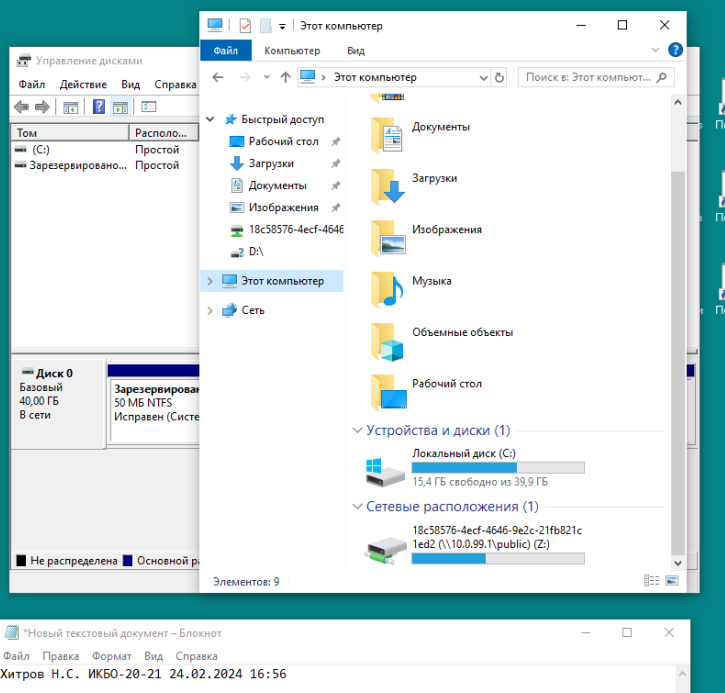 Этот компьютер
Файл Компьютер Вид
Этот компьютер
Поиск в: Этот компьют...
Быстрый доступ
Рабочий стол
Загрузки
Документы
Изображения
18c58576-4ecf-4646
D:\
Этот компьютер
Сеть
Документы
Загрузки
Изображения
Музыка
Объемные объекты
Рабочий стол
Устройства и диски (1)
Локальный диск (C:)
15,4 ГБ свободно из 39,9 ГБ
Сетевые расположения (1)
18c58576-4ecf-4646-9e2c-21fb821c
1ed2 (\\10.0.99.1\public) (Z:)
Элементов: 9
Управление дисками
Файл Действие Вид Справка
Том Располо...
(C:) Простой
Зарезервировано... Простой
Диск 0
Базовый
40,00 ГБ
В сети
Зарезервирован
50 МБ NTFS
Исправен (Систе
Не распределена Основной ра
*Новый текстовый документ – Блокнот
Файл Правка Формат Вид Справка
Хитров Н.С. ИКБО-20-21 24.02.2024 16:56